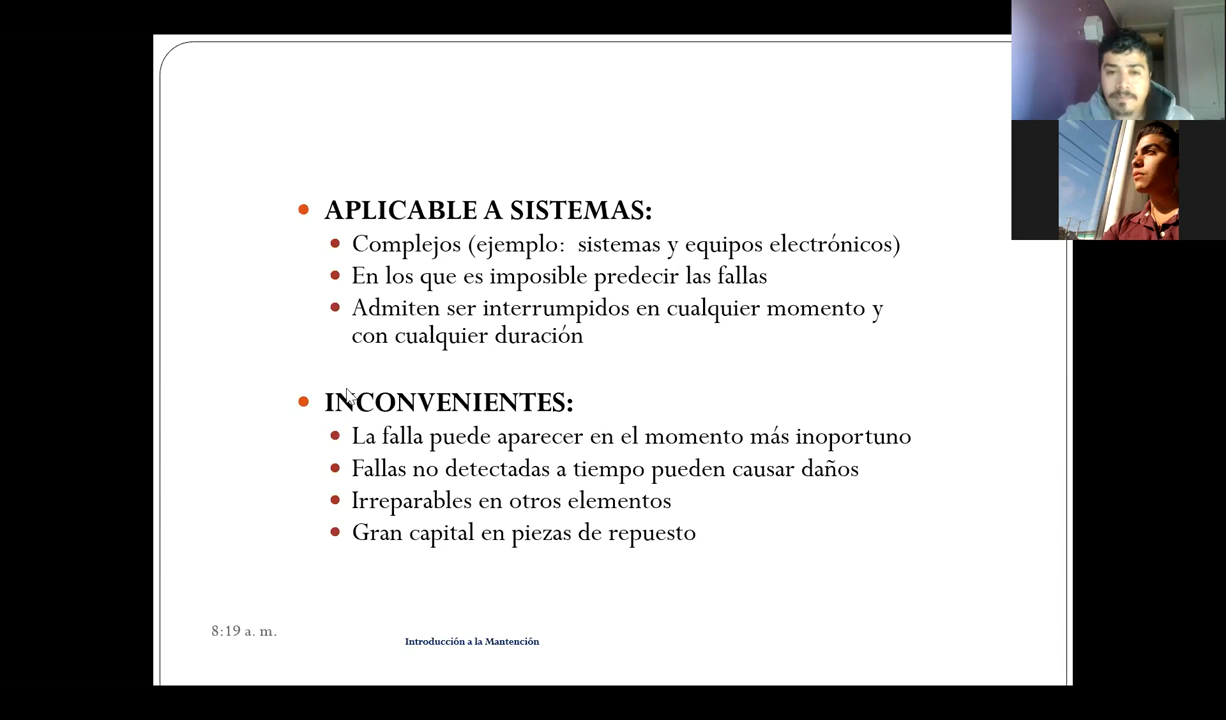 APLICABLE A SISTEMAS:
Complejos (ejemplo: sistemas y equipos electrónicos)
En los que es imposible predecir las fallas
Admiten ser interrumpidos en cualquier momento y
con cualquier duración
INCONVENIENTES:
La falla puede aparecer en el momento más inoportuno
Fallas no detectadas a tiempo pueden causar daños
Irreparables en otros elementos
Gran capital en piezas de repuesto
8:19 a. m.
Introducción a la Mantención